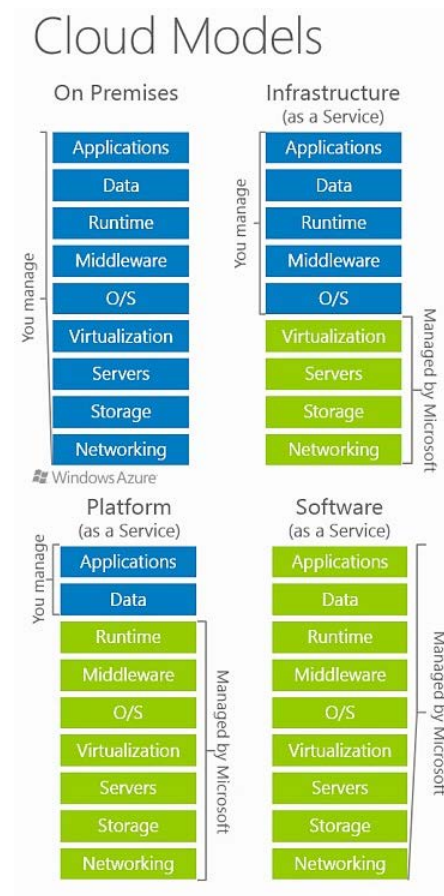 Cloud Models
On Premises
You manage
Applications
Data
Runtime
Middleware
O/S
Virtualization
Servers
Storage
Networking
Windows Azure
Infrastructure
(as a Service)
You manage
Applications
Data
Runtime
Middleware
O/S
Virtualization
Servers
Storage
Networking
Managed by Microsoft
Platform
(as a Service)
You manage
Applications
Data
Runtime
Middleware
O/S
Virtualization
Servers
Storage
Networking
Managed by Microsoft
Software
(as a Service)
Applications
Data
Runtime
Middleware
O/S
Virtualization
Servers
Storage
Networking
Managed by Microsoft